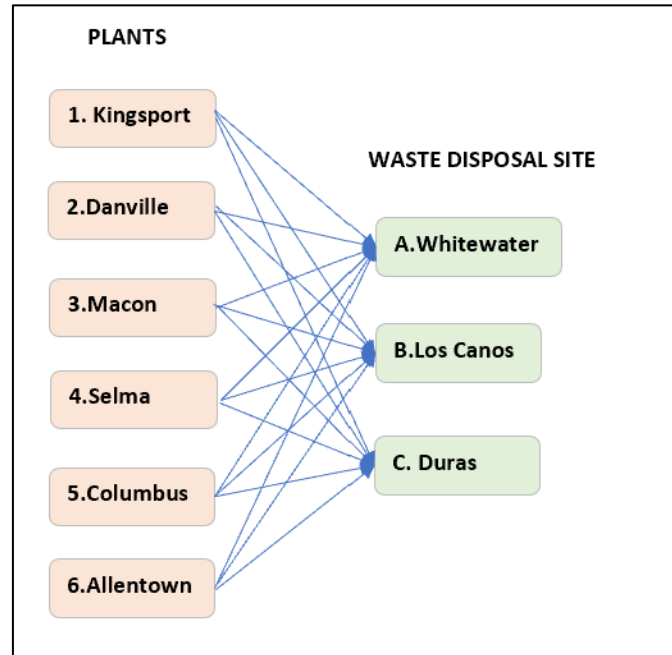 PLANTS
1. Kingsport
2.Danville
3.Macon
4.Selma
5.Columbus
6.Allentown
WASTE DISPOSAL SITE
A.Whitewater
B.Los Canos
C. Duras